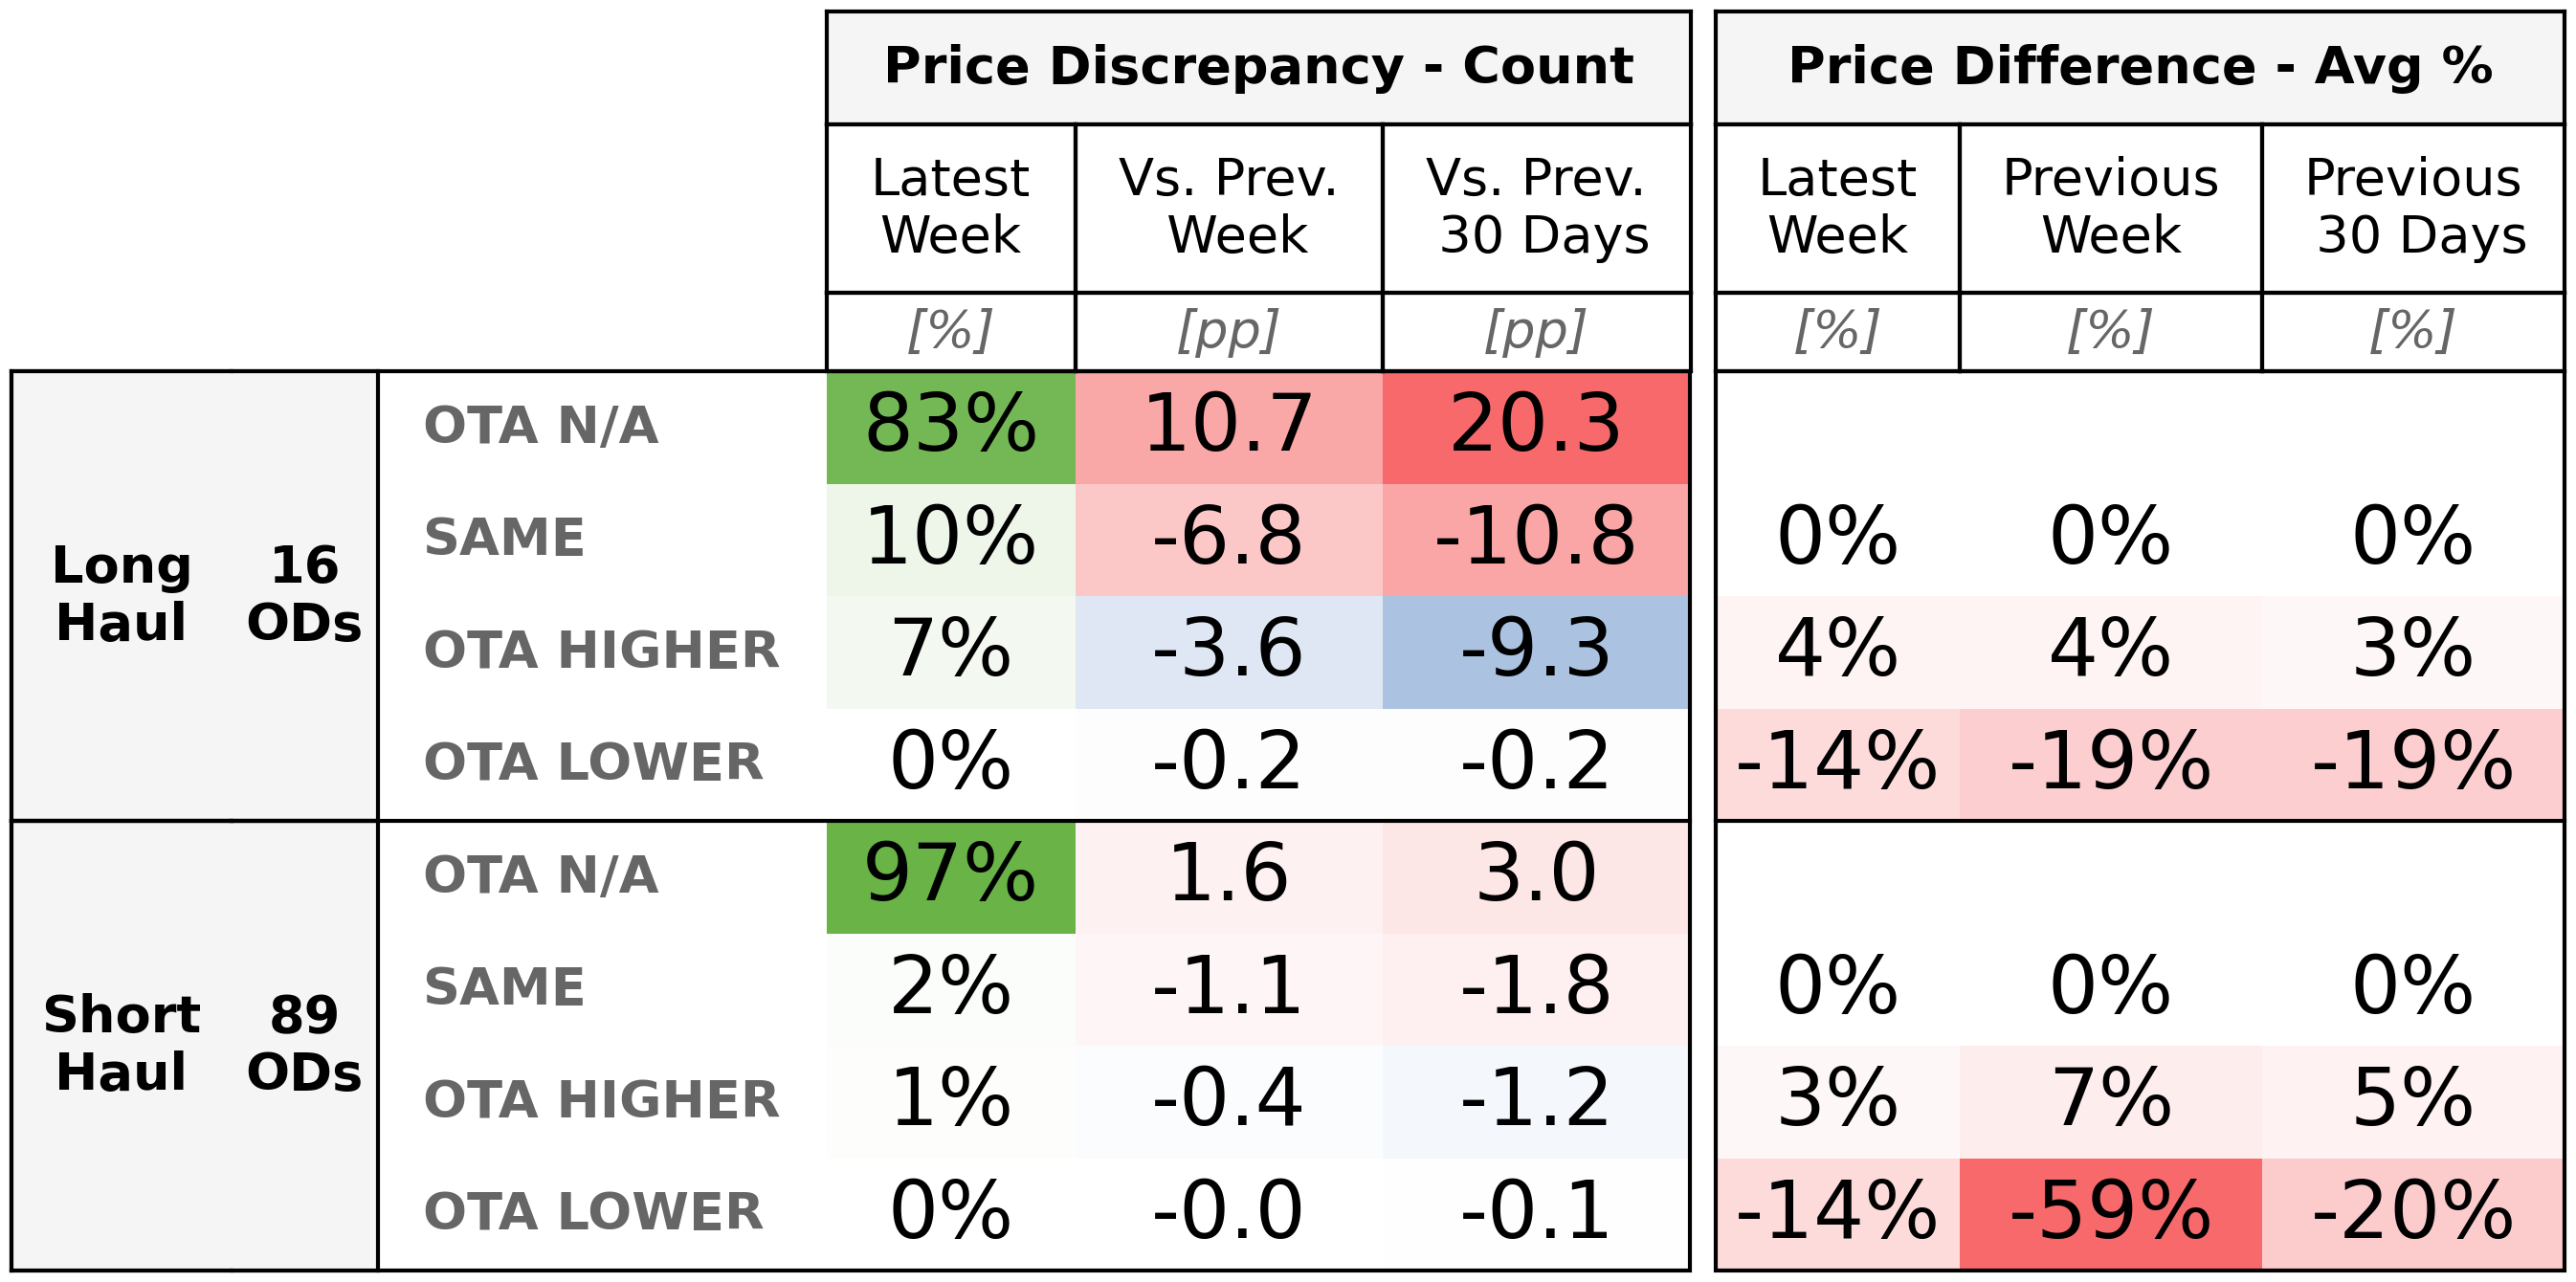 Price Discrepancy - Count Price Difference - Avg %
Latest Week Vs. Prev. Week Vs. Prev. 30 Days Latest Week Previous Week Previous 30 Days
[%] [pp] [pp] [%] [%] [%]
Long Haul 16 ODs
OTA N/A 83% 10.7 20.3
SAME 10% -6.8 -10.8 0% 0% 0%
OTA HIGHER 7% -3.6 -9.3 4% 4% 3%
OTA LOWER 0% -0.2 -0.2 -14% -19% -19%
Short Haul 89 ODs
OTA N/A 97% 1.6 3.0
SAME 2% -1.1 -1.8 0% 0% 0%
OTA HIGHER 1% -0.4 -1.2 3% 7% 5%
OTA LOWER 0% -0.0 -0.1 -14% -59% -20%